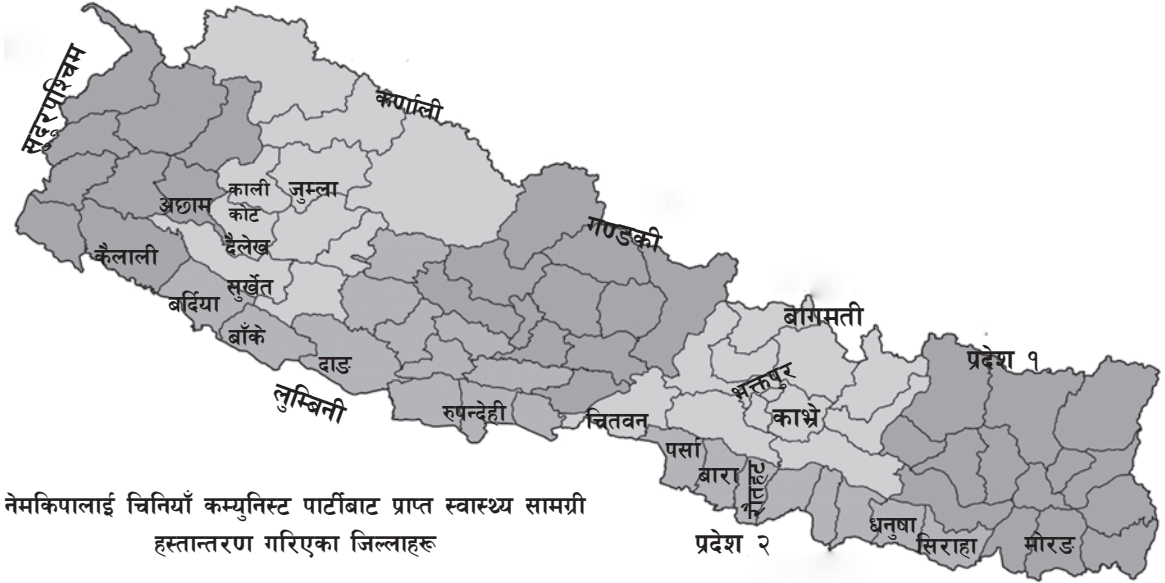 सुदूरपश्चिम
कर्णाली
काली
कोट
जुम्ला
अछाम
दैलेख
गण्डकी
कैलाली
सुर्खेत
बर्दिया
बाँके
दाङ
बागमती
प्रदेश १
भक्तपुर
लुम्बिनी
रुपन्देही
चितवन
काभ्रे
पर्सा
बारा
रौतहट
नेमकिपालाई चिनियाँ कम्युनिस्ट पार्टीबाट प्राप्त स्वास्थ्य सामग्री
हस्तान्तरण गरिएका जिल्लाहरू
प्रदेश २
धनुषा
सिराहा
मोरङ